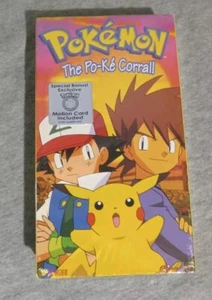 POKÉMON
The Po-Ké Corral!
Special Bonus!
Exclusive
Motion Card
Included